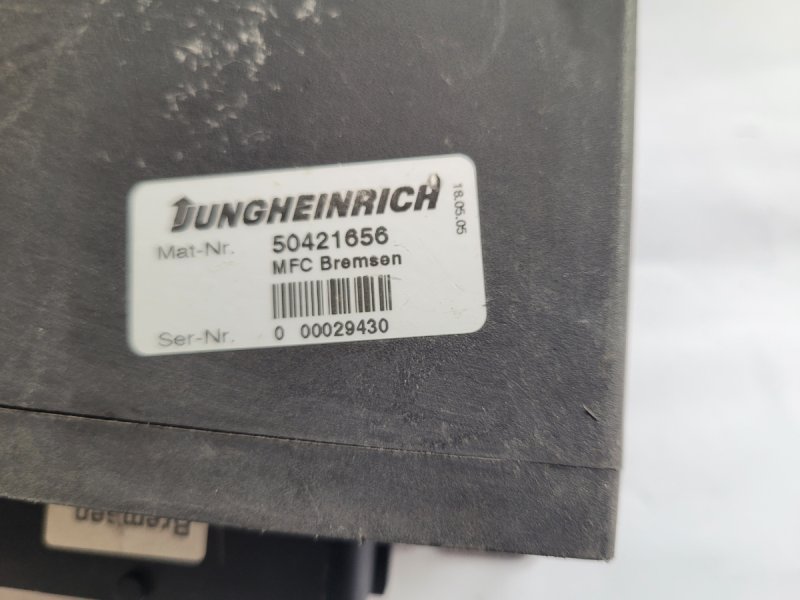 JUNGHEINRICH
18.05.05
Mat-Nr. 50421656
MFC Bremsen
Ser-Nr. 0 00029430
Bremsen